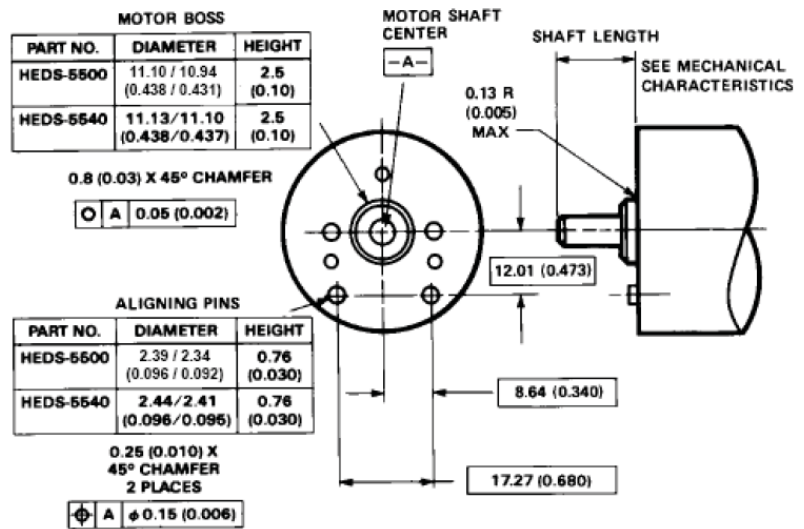 MOTOR BOSS
PART NO. DIAMETER HEIGHT
HEDS-5500 11.10 / 10.94 2.5
(0.438 / 0.431) (0.10)
HEDS-5540 11.13/11.10 2.5
(0.438/0.437) (0.10)
0.8 (0.03) X 45° CHAMFER
A 0.05 (0.002)
MOTOR SHAFT
CENTER
–A–
SHAFT LENGTH
SEE MECHANICAL
CHARACTERISTICS
0.13 R
(0.005)
MAX
12.01 (0.473)
ALIGNING PINS
PART NO. DIAMETER HEIGHT
HEDS-5500 2.39 / 2.34 0.76
(0.096 / 0.092) (0.030)
HEDS-5540 2.44/2.41 0.76
(0.096/0.095) (0.030)
0.25 (0.010) X
45° CHAMFER
2 PLACES
⌖ A ϕ 0.15 (0.006)
8.64 (0.340)
17.27 (0.680)